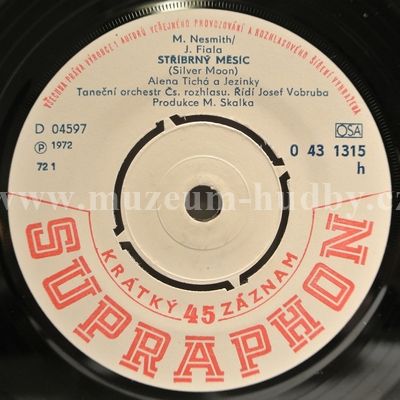 VŠECHNA PRÁVA VÝROBCE I AUTORŮ VEŘEJNÉHO PROVOZOVÁNÍ A ROZHLASOVÉHO ŠÍŘENÍ VYHRAZENA
M. Nesmith/
J. Fiala
STŘÍBRNÝ MĚSÍC
(Silver Moon)
Alena Tichá a Jezinky
Taneční orchestr Čs. rozhlasu. Řídí Josef Vobruba
Produkce M. Skalka
D 04597
Ⓟ 1972
72 1
OSA
0 43 1315
h
www.muzeum-hudby.cz
KRATKÝ 45 ZÁZNAM
SUPRAPHON